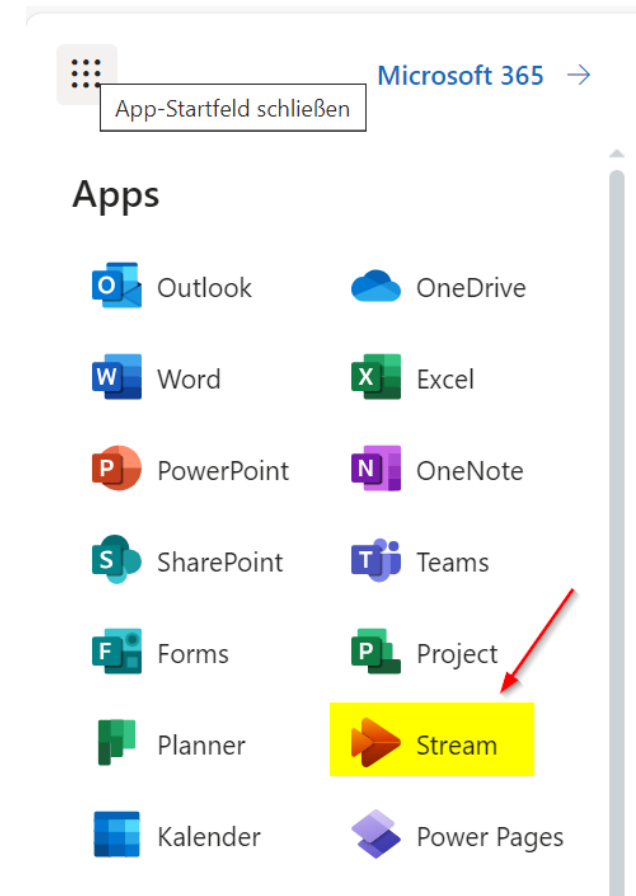 Microsoft 365
App-Startfeld schließen
Apps
Outlook OneDrive
Word Excel
PowerPoint OneNote
SharePoint Teams
Forms Project
Planner Stream
Kalender Power Pages